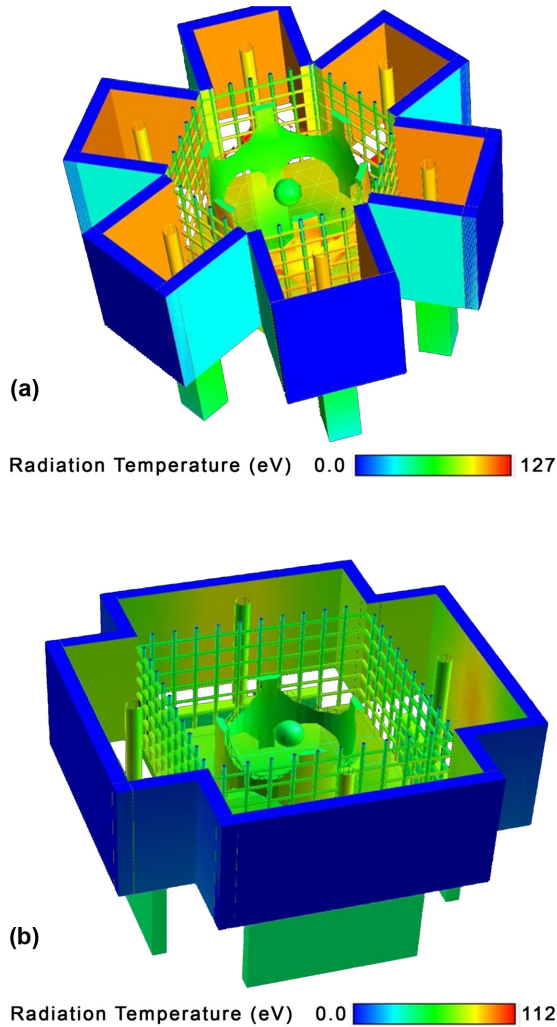 (a)
Radiation Temperature (eV) 0.0 127
(b)
Radiation Temperature (eV) 0.0 112